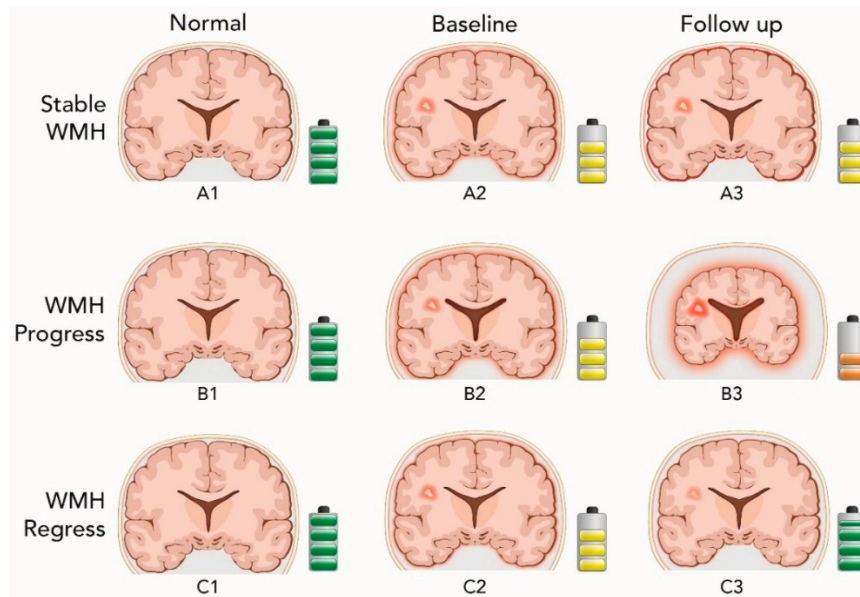 Normal
Baseline
Follow up
Stable
WMH
A1
A2
A3
WMH
Progress
B1
B2
B3
WMH
Regress
C1
C2
C3